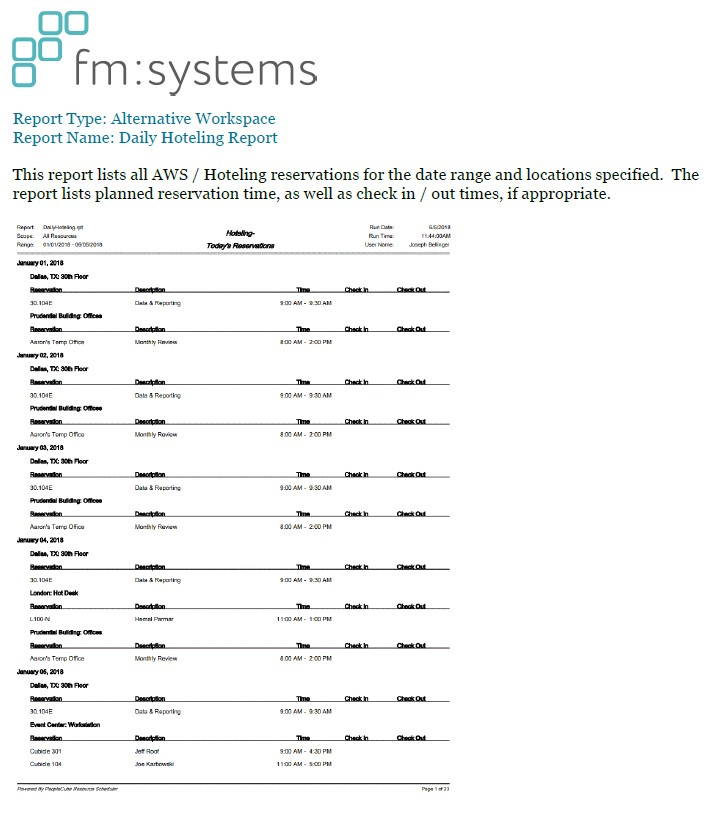 fm:systems
Report Type: Alternative Workspace
Report Name: Daily Hoteling Report
This report lists all AWS / Hoteling reservations for the date range and locations specified.  The
report lists planned reservation time, as well as check in / out times, if appropriate.
Report: DailyHoteling.rpt Hoteling- Run Date: 6/5/2018
Scope: All Resources Run Time: 11:44:00AM
Range: 01/01/2018 - 06/05/2018 Today's Reservations User Name: Joseph Bellinger
January 01, 2018
Dallas, TX: 30th Floor
Reservation Description Time Check In Check Out
30.104E Data & Reporting 9:00 AM - 9:30 AM
Prudential Building: Offices
Reservation Description Time Check In Check Out
Aaron's Temp Office Monthly Review 8:00 AM - 2:00 PM
January 02, 2018
Dallas, TX: 30th Floor
Reservation Description Time Check In Check Out
30.104E Data & Reporting 9:00 AM - 9:30 AM
Prudential Building: Offices
Reservation Description Time Check In Check Out
Aaron's Temp Office Monthly Review 8:00 AM - 2:00 PM
January 03, 2018
Dallas, TX: 30th Floor
Reservation Description Time Check In Check Out
30.104E Data & Reporting 9:00 AM - 9:30 AM
Prudential Building: Offices
Reservation Description Time Check In Check Out
Aaron's Temp Office Monthly Review 8:00 AM - 2:00 PM
January 04, 2018
Dallas, TX: 30th Floor
Reservation Description Time Check In Check Out
30.104E Data & Reporting 9:00 AM - 9:30 AM
London: Hot Desk
Reservation Description Time Check In Check Out
L100-N Hemal Parmar 11:00 AM - 1:00 PM
Prudential Building: Offices
Reservation Description Time Check In Check Out
Aaron's Temp Office Monthly Review 8:00 AM - 2:00 PM
January 05, 2018
Dallas, TX: 30th Floor
Reservation Description Time Check In Check Out
30.104E Data & Reporting 9:00 AM - 9:30 AM
Event Center: Workstation
Reservation Description Time Check In Check Out
Cubicle 301 Jeff Roof 9:00 AM - 4:30 PM
Cubicle 104 Joe Karbowski 11:00 AM - 5:00 PM
Powered By PeopleCube Resource Scheduler Page 1 of 23